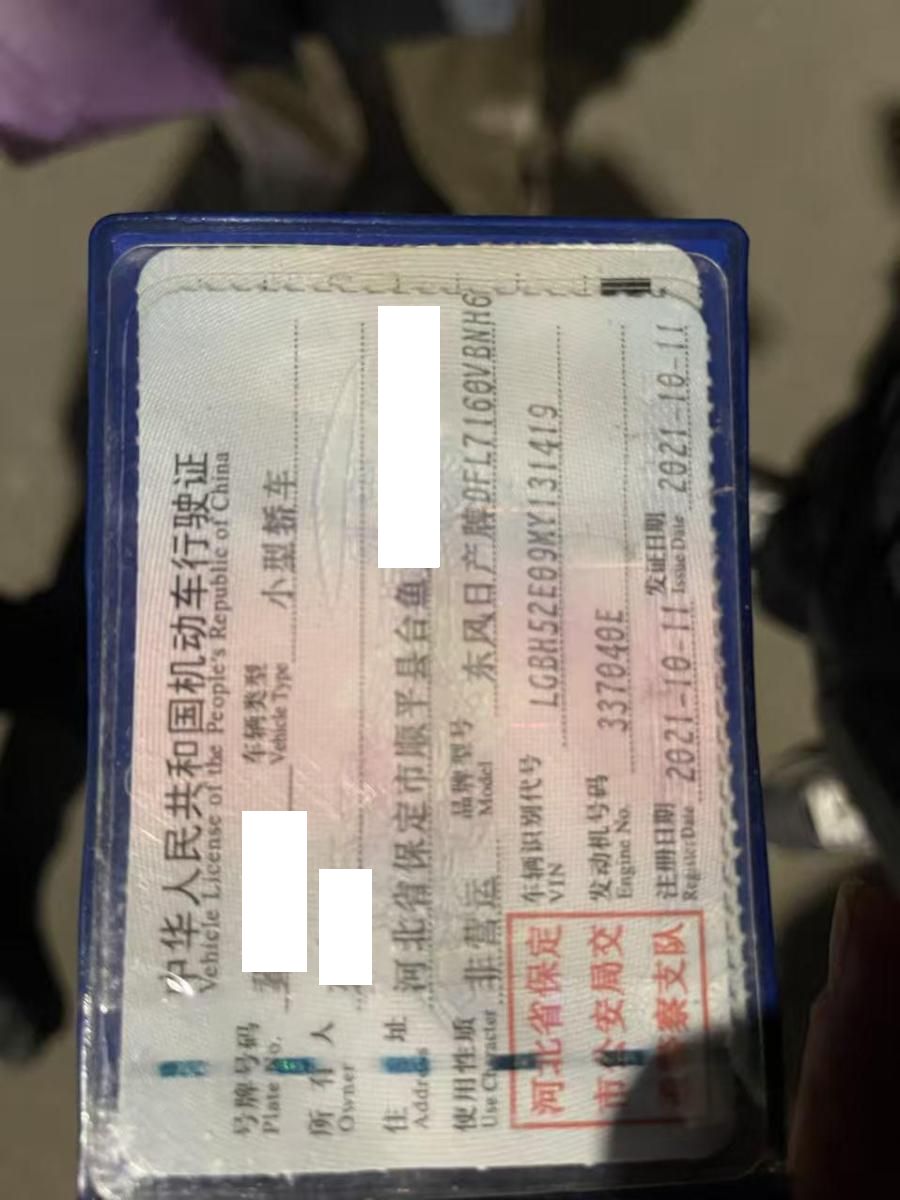 中华人民共和国机动车行驶证
Vehicle License of the People's Republic of China
号牌号码
Plate No.
车辆类型 小型轿车
Vehicle Type
所有人
Owner
住址 河北省保定市顺平县台鱼
Address
使用性质 非营运 品牌型号 东风日产牌DFL7160VBNH6
Use Character Model
河北省保定
市公安局交
通警察支队
车辆识别代号 LGBH52E09MY131419
VIN
发动机号码 337040E
Engine No.
注册日期 2021-10-11 发证日期 2021-10-11
Register Date Issue Date